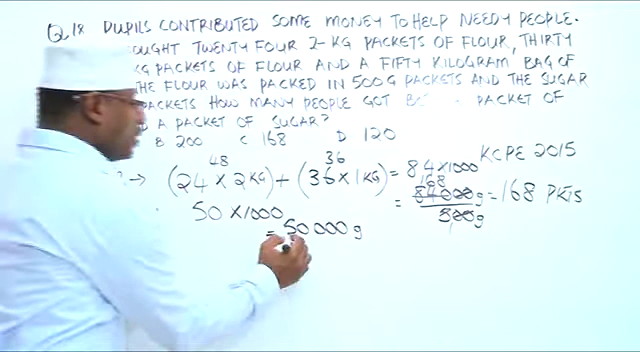 Q.18 PUPILS CONTRIBUTED SOME MONEY TO HELP NEEDY PEOPLE.
OUGHT TWENTY FOUR 2-KG PACKETS OF FLOUR, THIRTY
KG PACKETS OF FLOUR AND A FIFTY KILOGRAM BAG OF
THE FLOUR WAS PACKED IN 500G PACKETS AND THE SUGAR
PACKETS HOW MANY PEOPLE GOT PACKET OF
A PACKET OF SUGAR?
B 200 C 168 D 120
KCPE 2015
48 36
→ (24 × 2KG) + (36 × 1KG) = 84 × 1000
168
= 84000g = 168 PKTS
500g
50 × 1000
= 50000g